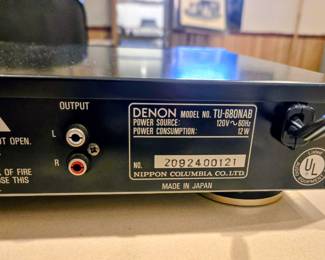 OUTPUT
L
R
OT OPEN.
OF FIRE
SE THIS
DENON MODEL NO. TU-680NAB
POWER SOURCE: 120V~60Hz
POWER CONSUMPTION: 12W
NO. 2092400121
NIPPON COLUMBIA CO., LTD.
MADE IN JAPAN
UL